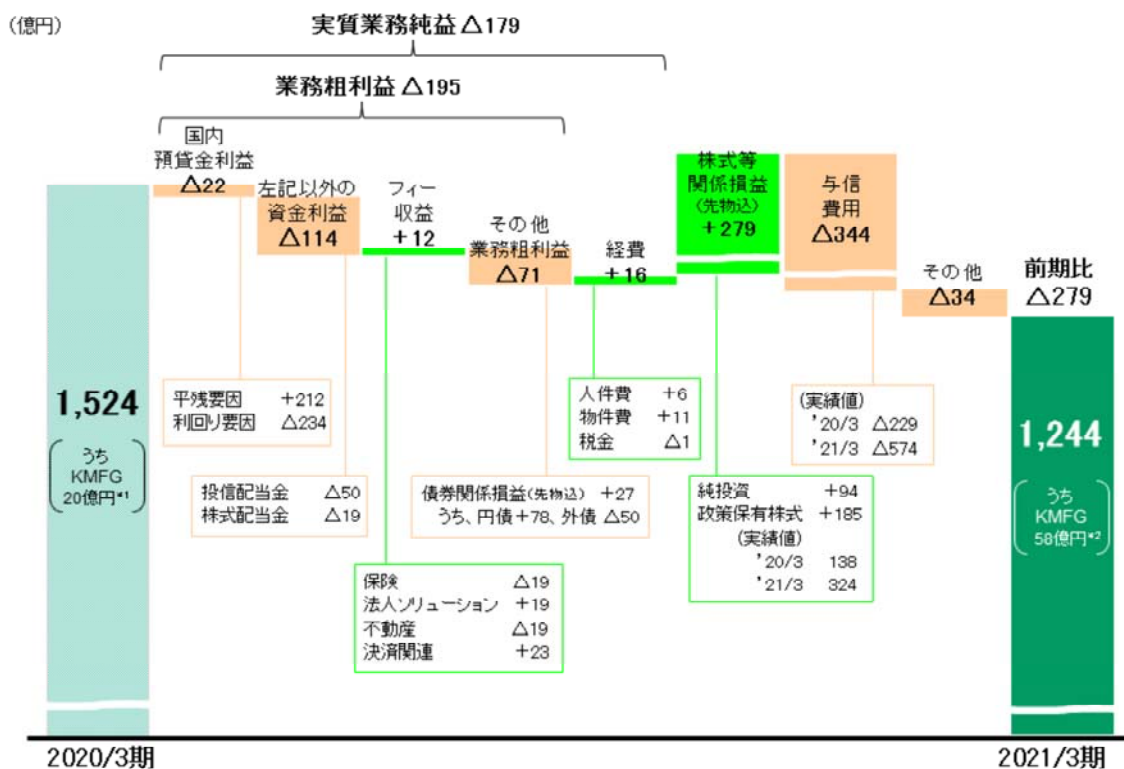 (億円)
実質業務純益 △179
業務粗利益 △195
国内
預貸金利益
△22
左記以外の
資金利益
△114
フィー
収益
+12
その他
業務粗利益
△71
経費
+16
株式等
関係損益
(先物込)
+279
与信
費用
△344
その他
△34
前期比
△279
1,524
うち
KMFG
20億円*1
平残要因 +212
利回り要因 △234
投信配当金 △50
株式配当金 △19
保険 △19
法人ソリューション +19
不動産 △19
決済関連 +23
債券関係損益(先物込) +27
うち、円債+78、外債 △50
人件費 +6
物件費 +11
税金 △1
純投資 +94
政策保有株式 +185
(実績値)
'20/3 138
'21/3 324
(実績値)
'20/3 △229
'21/3 △574
1,244
うち
KMFG
58億円*2
2020/3期
2021/3期